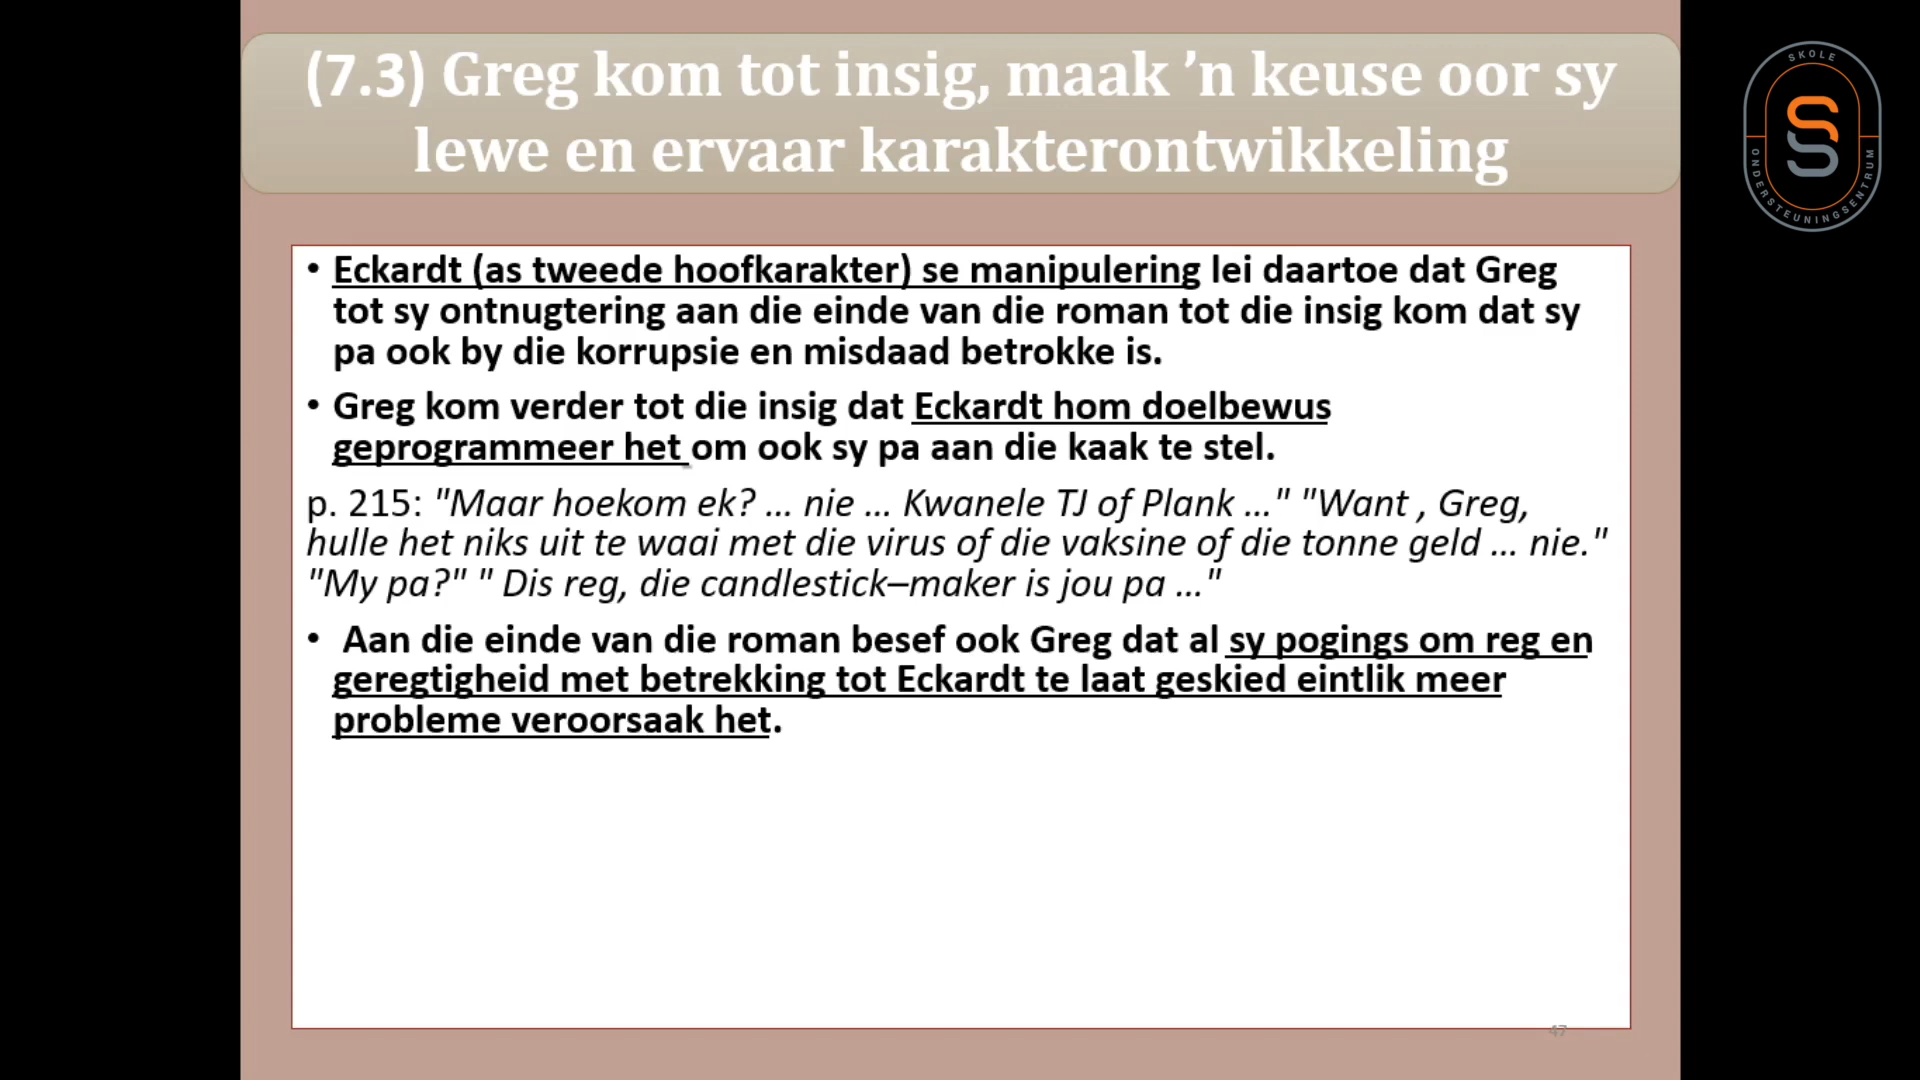 (7.3) Greg kom tot insig, maak ’n keuse oor sy
lewe en ervaar karakterontwikkeling
SKOLE
ONDERSTEUNINGSENTRUM
• Eckardt (as tweede hoofkarakter) se manipulering lei daartoe dat Greg
tot sy ontnugtering aan die einde van die roman tot die insig kom dat sy
pa ook by die korrupsie en misdaad betrokke is.
• Greg kom verder tot die insig dat Eckardt hom doelbewus
geprogrammeer het om ook sy pa aan die kaak te stel.
p. 215: "Maar hoekom ek? ... nie ... Kwanele TJ of Plank ..." "Want , Greg,
hulle het niks uit te waai met die virus of die vaksine of die tonne geld ... nie."
"My pa?" " Dis reg, die candlestick–maker is jou pa ..."
• Aan die einde van die roman besef ook Greg dat al sy pogings om reg en
geregtigheid met betrekking tot Eckardt te laat geskied eintlik meer
probleme veroorsaak het.
47